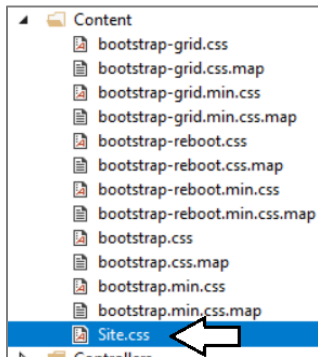 Content
bootstrap-grid.css
bootstrap-grid.css.map
bootstrap-grid.min.css
bootstrap-grid.min.css.map
bootstrap-reboot.css
bootstrap-reboot.css.map
bootstrap-reboot.min.css
bootstrap-reboot.min.css.map
bootstrap.css
bootstrap.css.map
bootstrap.min.css
bootstrap.min.css.map
Site.css
Controllers